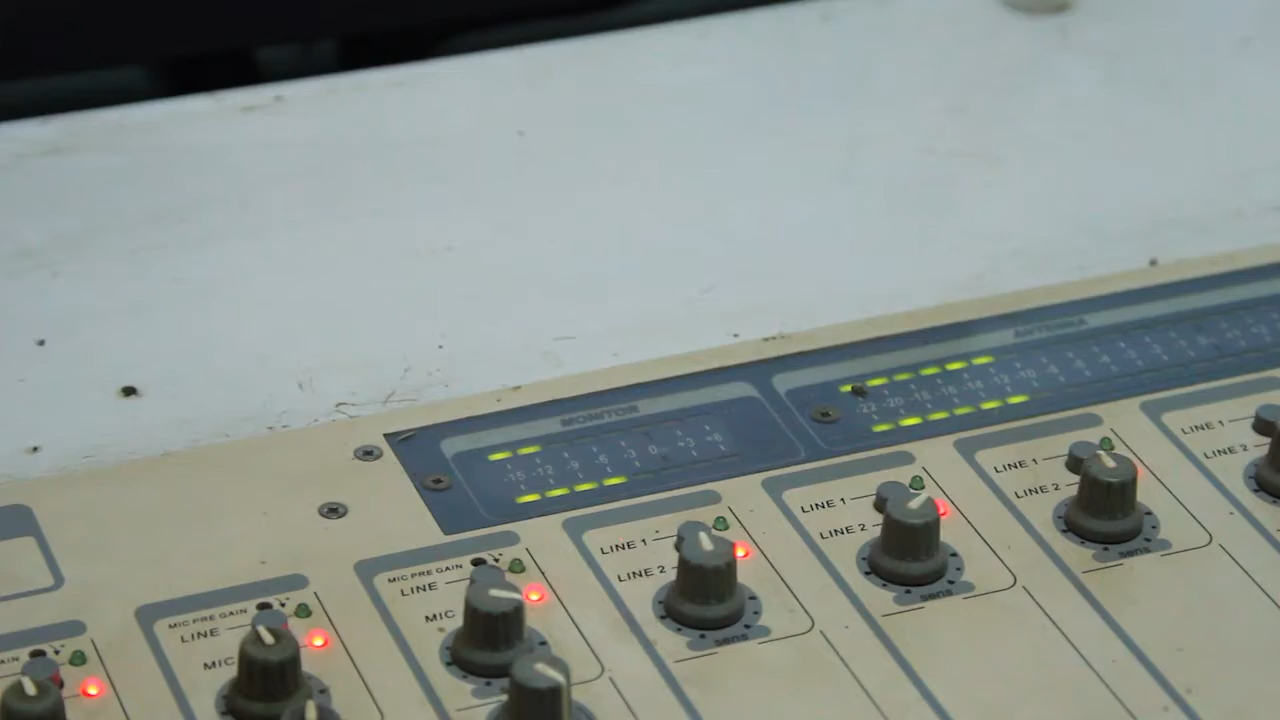 ANTENNA
MONITOR
-22 -20 -18 -16 -14 -12 -10
-15 -12 -9 -6 -3 0 +3 +6
LINE 1
LINE 2
LINE 1
LINE 2
sens
LINE 1
LINE 2
sens
LINE 1
LINE 2
sens
MIC PRE GAIN
LINE
MIC
MIC PRE GAIN
LINE
MIC
AIN